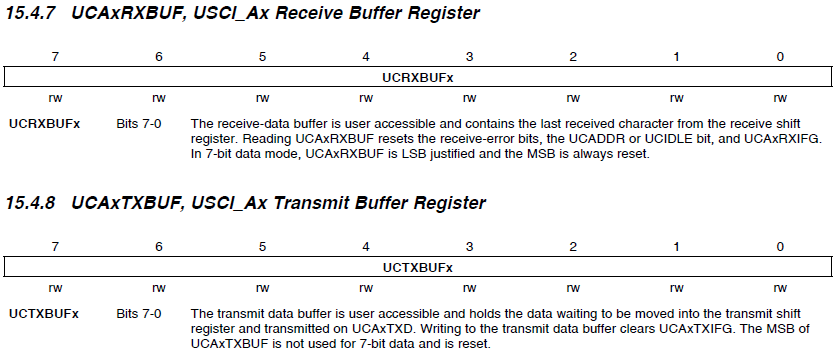 15.4.7 UCAxRXBUF, USCI_Ax Receive Buffer Register
7 6 5 4 3 2 1 0
UCRXBUFx
rw rw rw rw rw rw rw rw
UCRXBUFx Bits 7-0 The receive-data buffer is user accessible and contains the last received character from the receive shift
register. Reading UCAxRXBUF resets the receive-error bits, the UCADDR or UCIDLE bit, and UCAxRXIFG.
In 7-bit data mode, UCAxRXBUF is LSB justified and the MSB is always reset.
15.4.8 UCAxTXBUF, USCI_Ax Transmit Buffer Register
7 6 5 4 3 2 1 0
UCTXBUFx
rw rw rw rw rw rw rw rw
UCTXBUFx Bits 7-0 The transmit data buffer is user accessible and holds the data waiting to be moved into the transmit shift
register and transmitted on UCAxTXD. Writing to the transmit data buffer clears UCAxTXIFG. The MSB of
UCAxTXBUF is not used for 7-bit data and is reset.